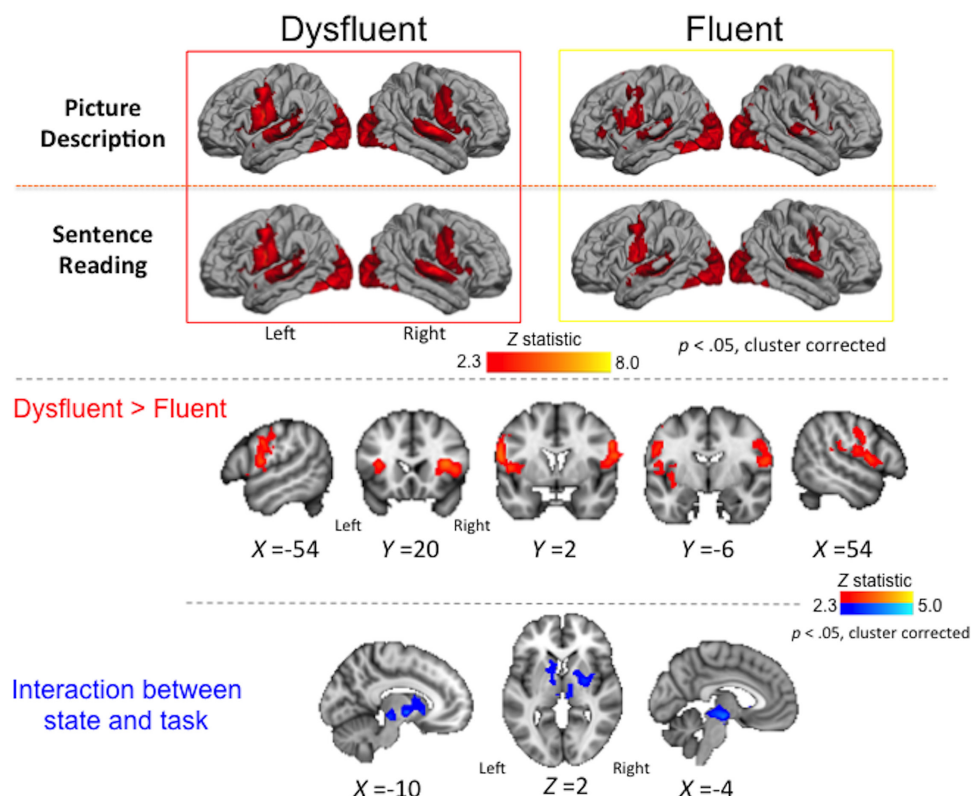 Dysfluent
Fluent
Picture
Description
Sentence
Reading
Left
Right
Z statistic
2.3
8.0
p < .05, cluster corrected
Dysfluent > Fluent
Left
Right
X =-54
Y =20
Y =2
Y =-6
X =54
Z statistic
2.3
5.0
p < .05, cluster corrected
Interaction between
state and task
Left
Right
X =-10
Z =2
X =-4